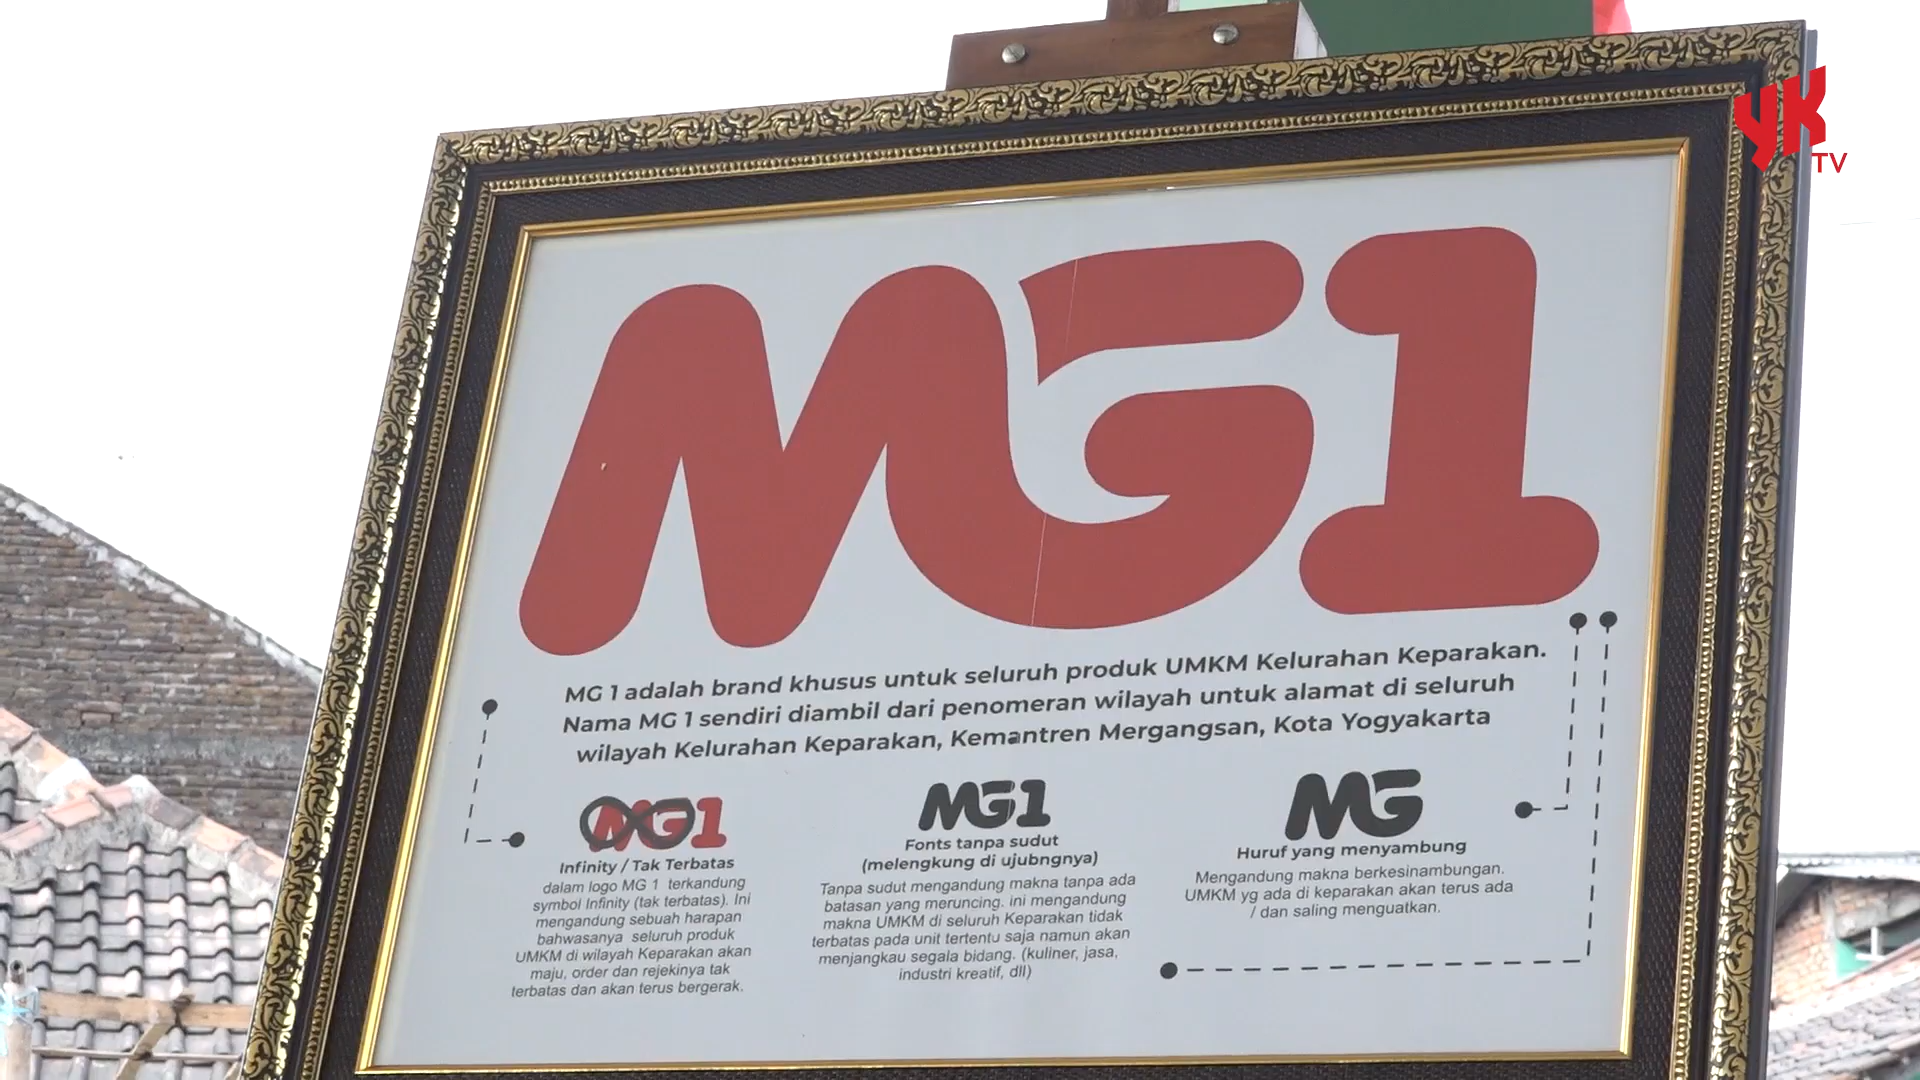 YK
TV
MG1
MG 1 adalah brand khusus untuk seluruh produk UMKM Kelurahan Keparakan.
Nama MG 1 sendiri diambil dari penomeran wilayah untuk alamat di seluruh
wilayah Kelurahan Keparakan, Kemantren Mergangsan, Kota Yogyakarta
MG1
Infinity / Tak Terbatas
dalam logo MG 1 terkandung
symbol Infinity (tak terbatas). Ini
mengandung sebuah harapan
bahwasanya seluruh produk
UMKM di wilayah Keparakan akan
maju, order dan rejekinya tak
terbatas dan akan terus bergerak.
MG1
Fonts tanpa sudut
(melengkung di ujubngnya)
Tanpa sudut mengandung makna tanpa ada
batasan yang meruncing. ini mengandung
makna UMKM di seluruh Keparakan tidak
terbatas pada unit tertentu saja namun akan
menjangkau segala bidang. (kuliner, jasa,
industri kreatif, dll)
MG
Huruf yang menyambung
Mengandung makna berkesinambungan.
UMKM yg ada di keparakan akan terus ada
/ dan saling menguatkan.